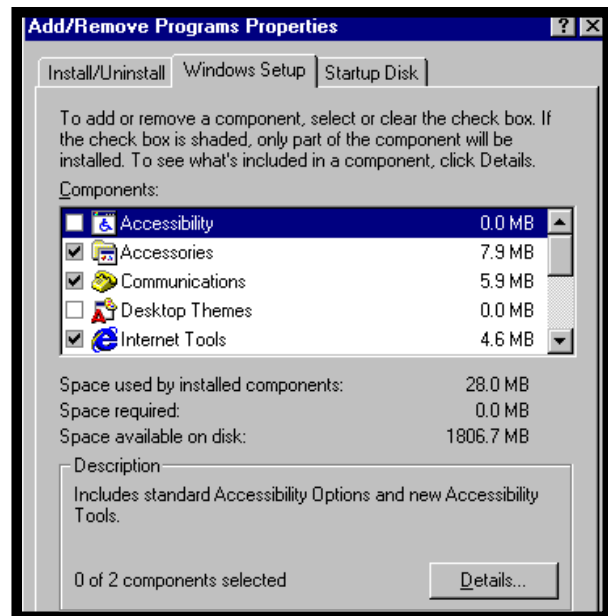 Add/Remove Programs Properties
Install/Uninstall Windows Setup Startup Disk
To add or remove a component, select or clear the check box. If
the check box is shaded, only part of the component will be
installed. To see what's included in a component, click Details.
Components:
Accessibility 0.0 MB
Accessories 7.9 MB
Communications 5.9 MB
Desktop Themes 0.0 MB
Internet Tools 4.6 MB
Space used by installed components: 28.0 MB
Space required: 0.0 MB
Space available on disk: 1806.7 MB
Description
Includes standard Accessibility Options and new Accessibility
Tools.
0 of 2 components selected Details...